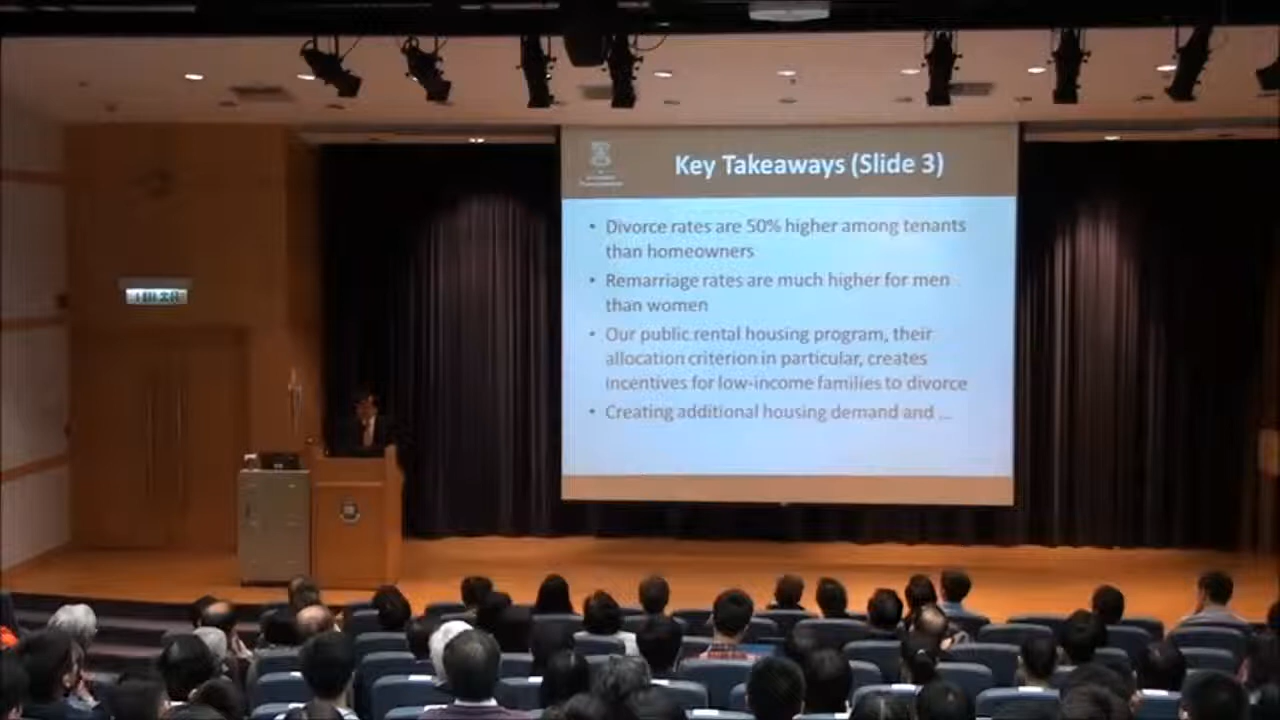 Key Takeaways (Slide 3)
• Divorce rates are 50% higher among tenants
than homeowners
• Remarriage rates are much higher for men
than women
• Our public rental housing program, their
allocation criterion in particular, creates
incentives for low-income families to divorce
• Creating additional housing demand and ...